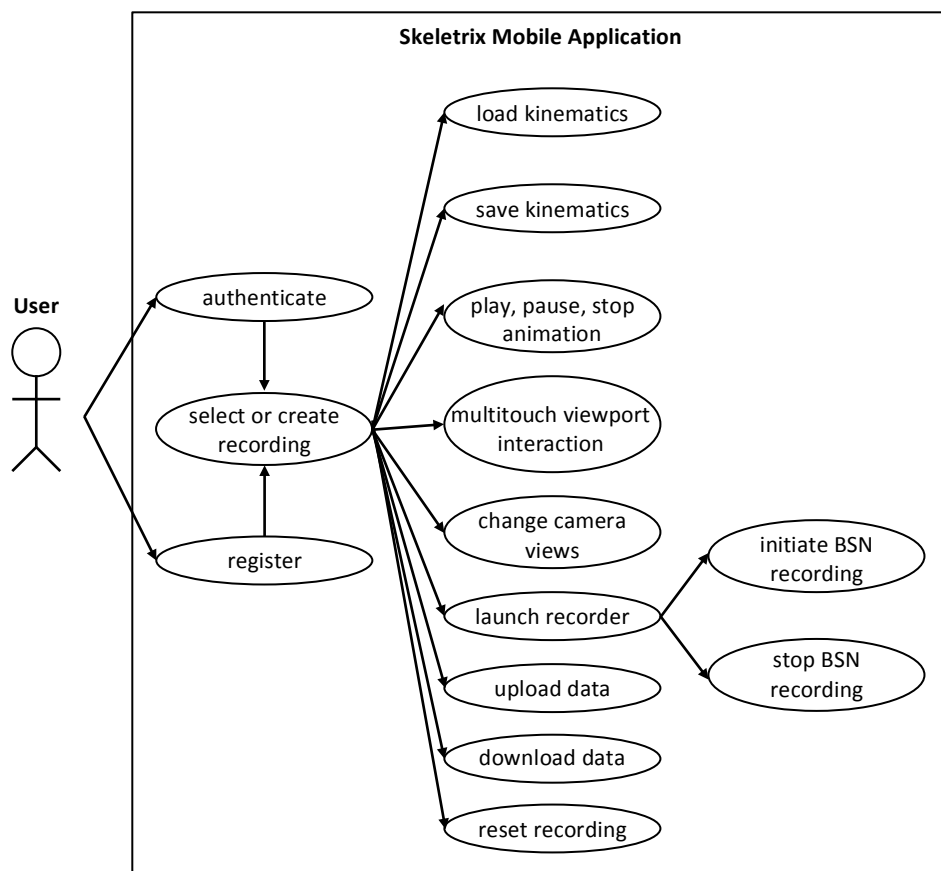 Skeletrix Mobile Application
load kinematics
save kinematics
User
authenticate
play, pause, stop
animation
select or create
recording
multitouch viewport
interaction
register
change camera
views
launch recorder
initiate BSN
recording
stop BSN
recording
upload data
download data
reset recording